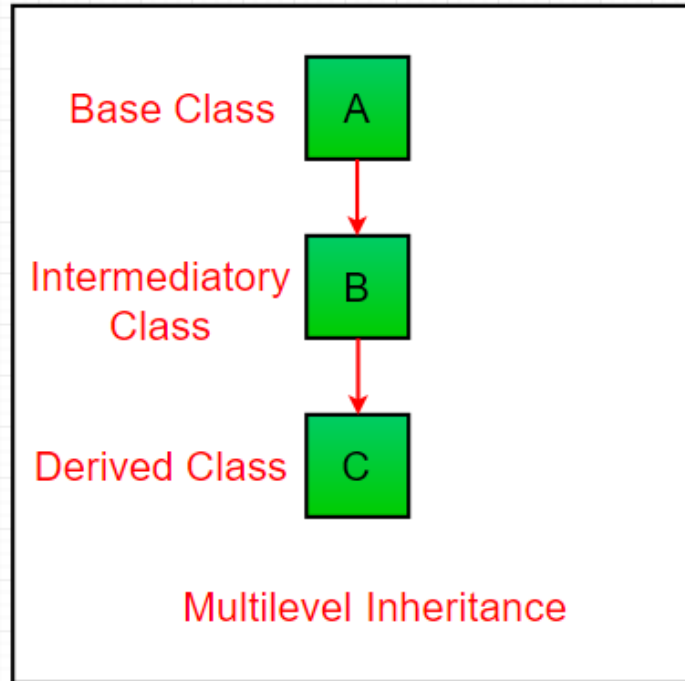 Base Class
A
Intermediatory
Class
B
Derived Class
C
Multilevel Inheritance